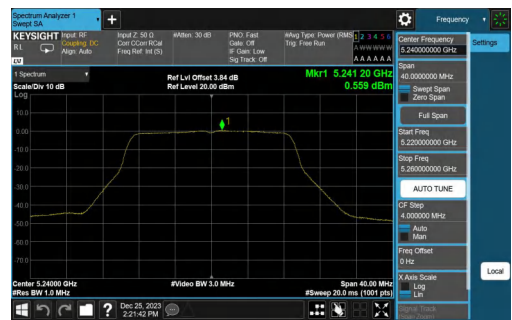 Spectrum Analyzer 1
Swept SA
Frequency
KEYSIGHT
RL
LV
Input: RF
Coupling: DC
Align: Auto
Input Z: 50 Ω
Corr CCorr RCal
Freq Ref: Int (S)
#Atten: 30 dB
PNO: Fast
Gate: Off
IF Gain: Low
Sig Track: Off
#Avg Type: Power (RMS)
Trig: Free Run
1 2 3 4 5 6
A W W W W W
A A A A A A
1 Spectrum
Scale/Div 10 dB
Log
Ref Lvl Offset 3.84 dB
Ref Level 20.00 dBm
Mkr1 5.241 20 GHz
0.559 dBm
10.0
0.00
-10.0
-20.0
-30.0
-40.0
-50.0
-60.0
-70.0
1
Center 5.24000 GHz
#Res BW 1.0 MHz
#Video BW 3.0 MHz
Span 40.00 MHz
#Sweep 20.0 ms (1001 pts)
Center Frequency
5.240000000 GHz
Span
40.0000000 MHz
Swept Span
Zero Span
Full Span
Start Freq
5.220000000 GHz
Stop Freq
5.260000000 GHz
AUTO TUNE
CF Step
4.000000 MHz
Auto
Man
Freq Offset
0 Hz
X Axis Scale
Log
Lin
Signal Track
Settings
Local
Dec 25, 2023
2:21:42 PM